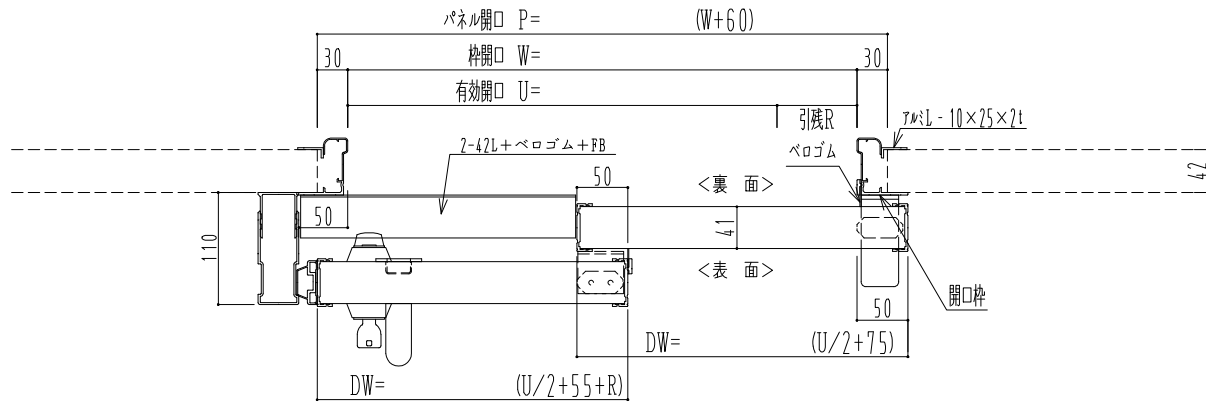 パネル開口 P= (W+60)
30 枠開口 W= 30
有効開口 U=
引残R
アルミL-10×25×2t
2-42L+ベロゴム+FB
ベロゴム
50
<裏 面>
42
50
41
110
<表 面>
開口枠
50
DW= (U/2+75)
DW= (U/2+55+R)